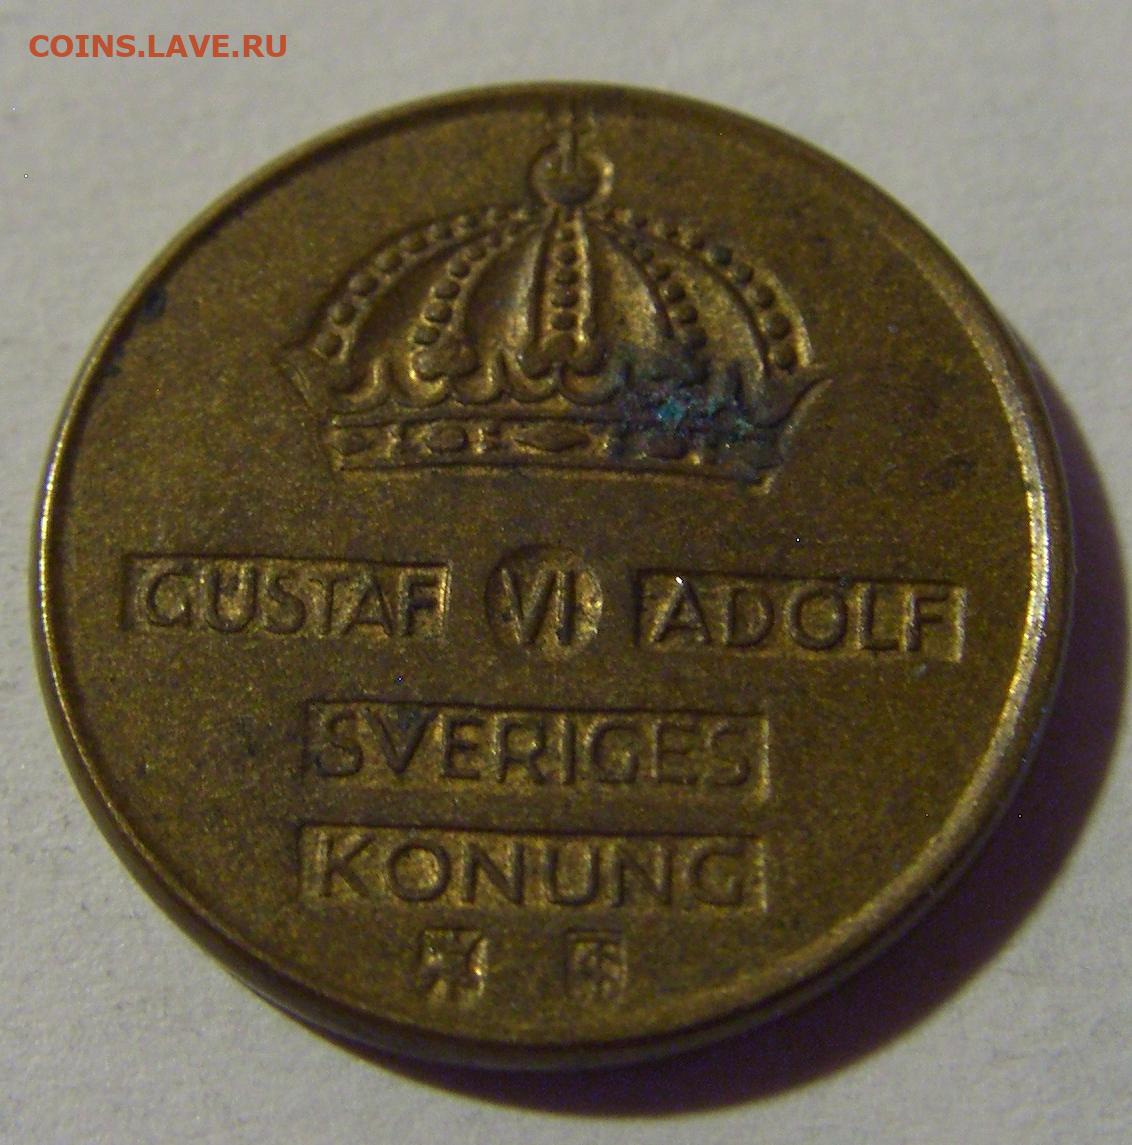 COINS.LAVE.RU
GUSTAF VI ADOLF
SVERIGES
KONUNG